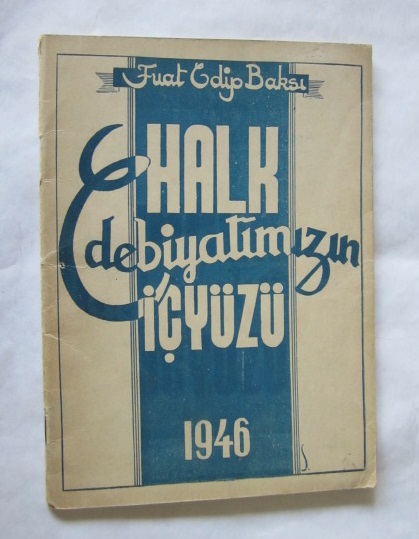 Fuat Edip Baksı
HALK
Edebiyatımızın
İÇYÜZÜ
1946